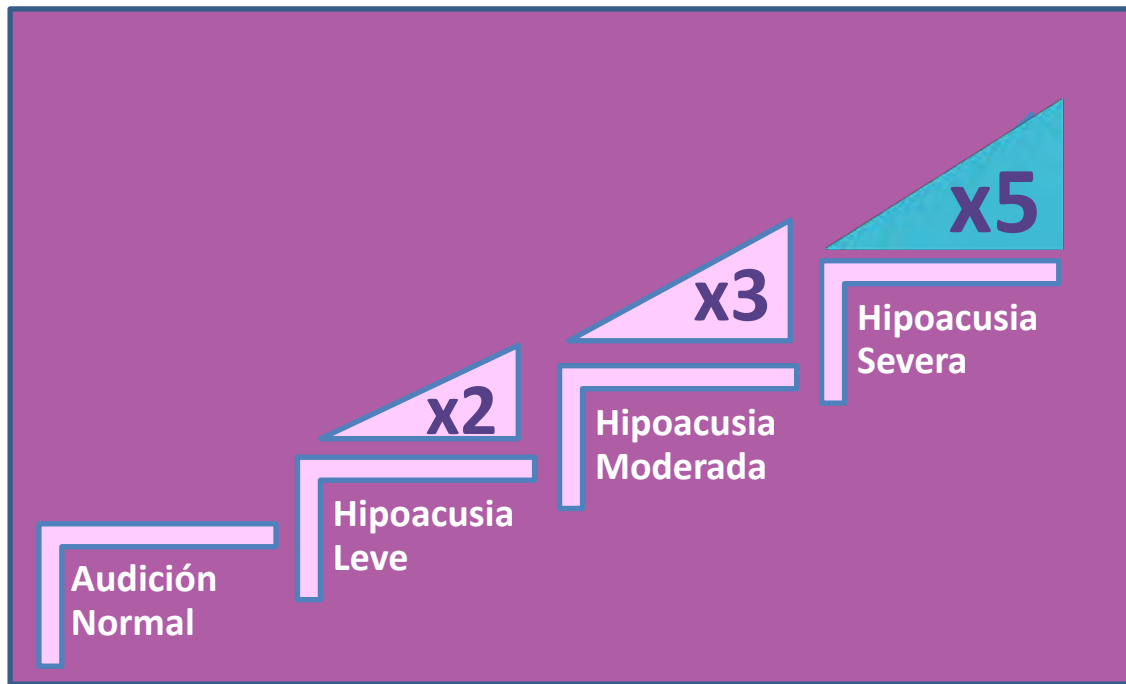 Audición
Normal
x2
Hipoacusia
Leve
x3
Hipoacusia
Moderada
x5
Hipoacusia
Severa